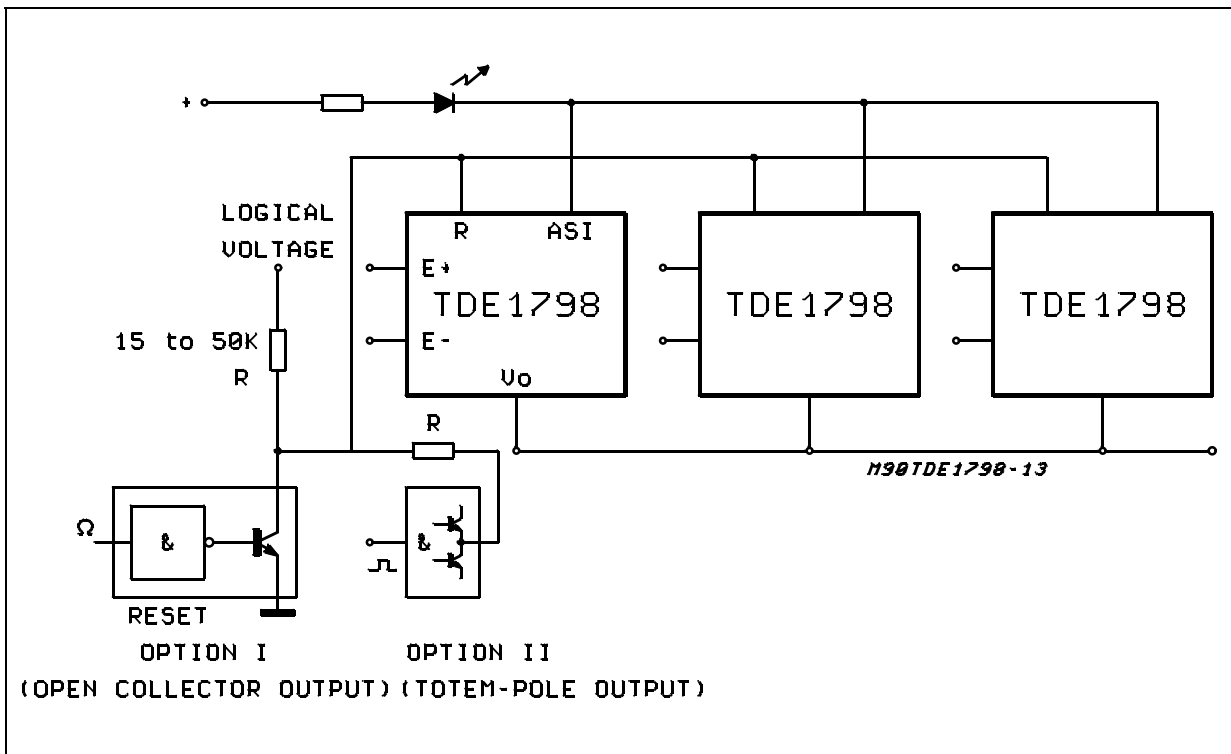 +
LOGICAL
VOLTAGE
R ASI
E+
TDE1798 TDE1798 TDE1798
15 to 50K
E-
R
Vo
R
M90TDE1798-13
Ω
& &
RESET
OPTION I OPTION II
(OPEN COLLECTOR OUTPUT) (TOTEM-POLE OUTPUT)